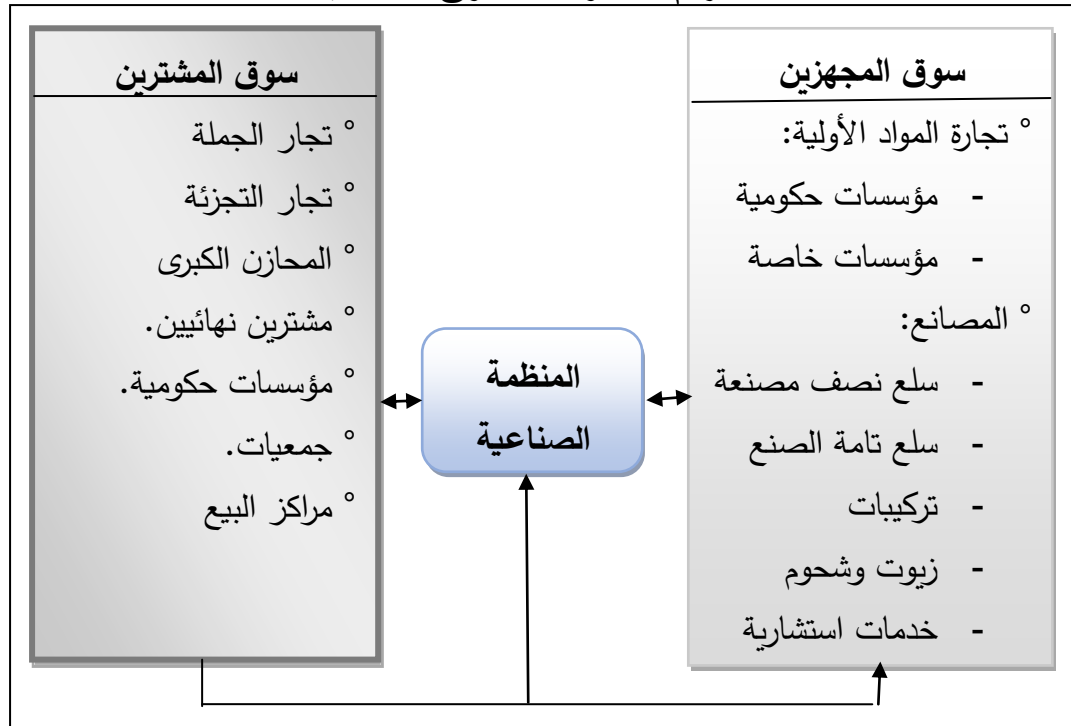 سوق المجهزين
° تجارة المواد الأولية:
- مؤسسات حكومية
- مؤسسات خاصة
° المصانع:
- سلع نصف مصنعة
- سلع تامة الصنع
- تركيبات
- زيوت وشحوم
- خدمات استشارية
المنظمة
الصناعية
سوق المشترين
° تجار الجملة
° تجار التجزئة
° المحازن الكبرى
° مشترين نهائيين.
° مؤسسات حكومية.
° جمعيات.
° مراكز البيع